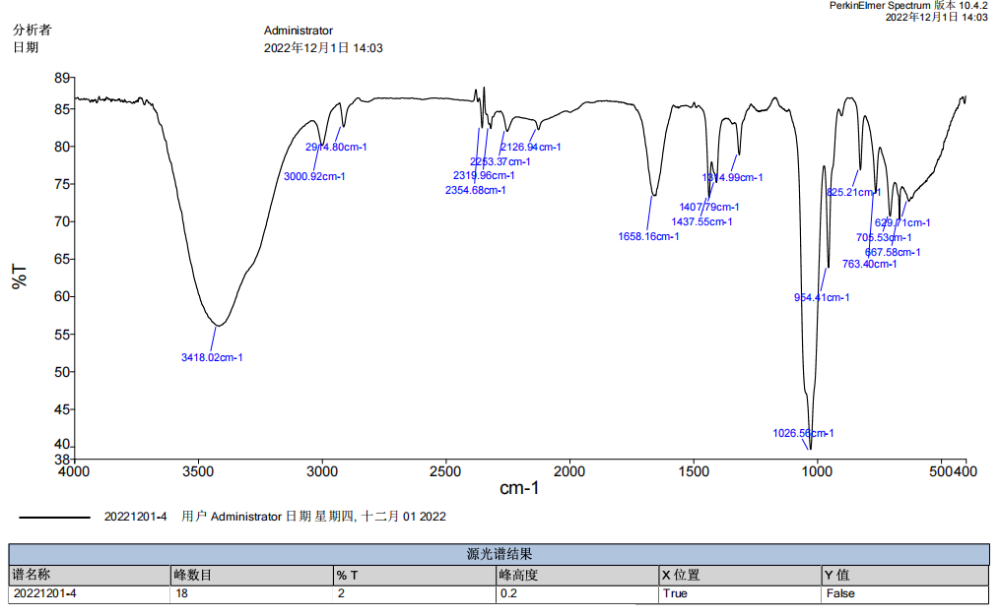 PerkinElmer Spectrum 版本 10.4.2
2022年12月1日 14:03
分析者 Administrator
日期 2022年12月1日 14:03
89
85
80
75
70
65
60
55
50
45
40
38
%T
4000 3500 3000 2500 2000 1500 1000 500 400
cm-1
3418.02cm-1
3000.92cm-1
2914.80cm-1
2354.68cm-1
2319.96cm-1
2253.37cm-1
2126.94cm-1
1658.16cm-1
1437.55cm-1
1407.79cm-1
1314.99cm-1
1026.56cm-1
954.41cm-1
825.21cm-1
763.40cm-1
705.53cm-1
667.58cm-1
629.71cm-1
20221201-4 用户 Administrator 日期 星期四, 十二月 01 2022
源光谱结果
谱名称 峰数目 % T 峰高度 X 位置 Y 值
20221201-4 18 2 0.2 True False